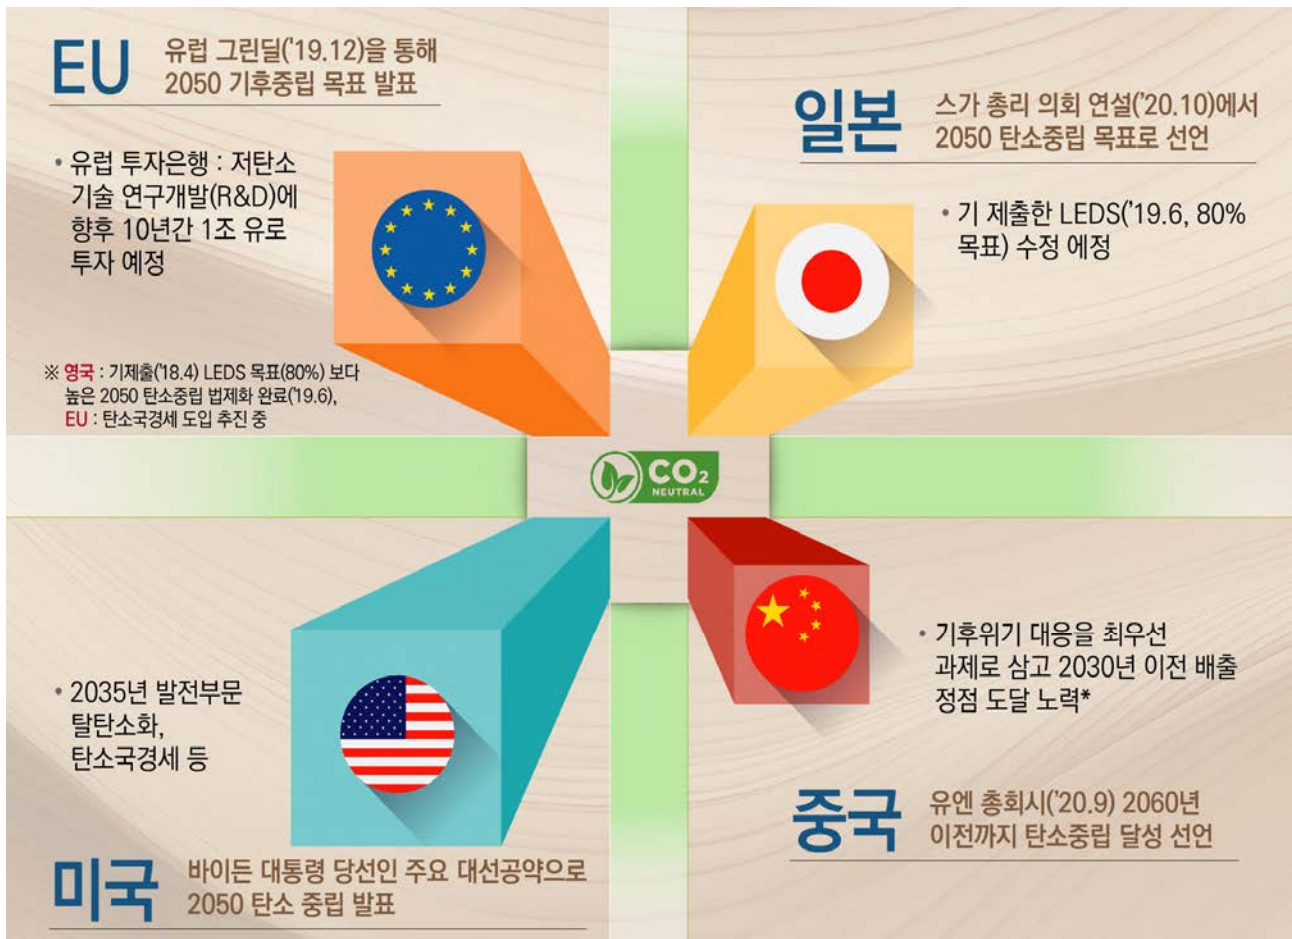 EU
유럽 그린딜('19.12)을 통해
2050 기후중립 목표 발표
• 유럽 투자은행 : 저탄소
기술 연구개발(R&D)에
향후 10년간 1조 유로
투자 예정
※ 영국 : 기제출('18.4) LEDS 목표(80%) 보다
높은 2050 탄소중립 법제화 완료('19.6),
EU : 탄소국경세 도입 추진 중
일본
스가 총리 의회 연설('20.10)에서
2050 탄소중립 목표로 선언
• 기 제출한 LEDS('19.6, 80%
목표) 수정 에정
CO2
NEUTRAL
• 2035년 발전부문
탈탄소화,
탄소국경세 등
미국
바이든 대통령 당선인 주요 대선공약으로
2050 탄소 중립 발표
• 기후위기 대응을 최우선
과제로 삼고 2030년 이전 배출
정점 도달 노력*
중국
유엔 총회시('20.9) 2060년
이전까지 탄소중립 달성 선언